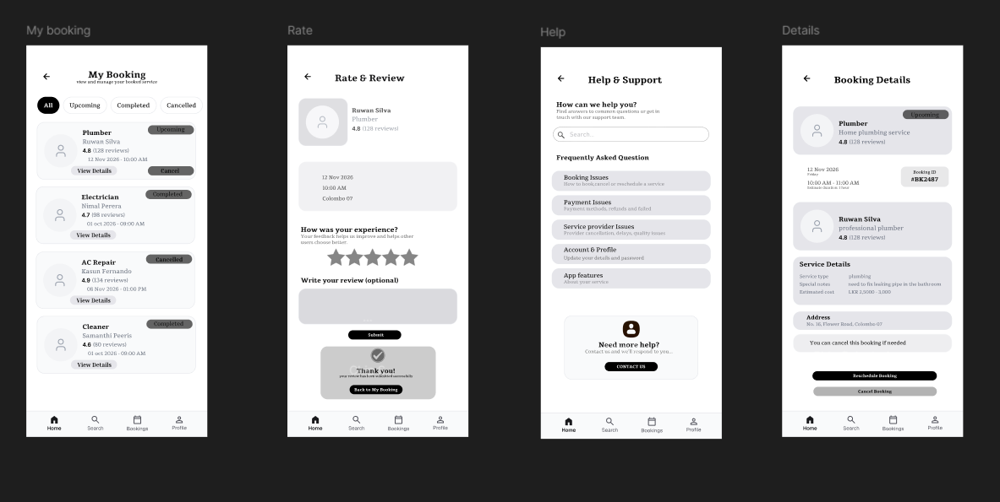 My booking
My Booking
view and manage your booked service
All
Upcoming
Completed
Cancelled
Plumber
Upcoming
Ruwan Silva
4.8 (128 reviews)
12 Nov 2026 - 10:00 AM
View Details
Cancel
Electrician
Completed
Nimal Perera
4.7 (98 reviews)
01 oct 2026 - 09:00 AM
View Details
AC Repair
Cancelled
Kasun Fernando
4.9 (134 reviews)
08 Nov 2026 - 01:00 PM
View Details
Cleaner
Completed
Samanthi Peeris
4.6 (80 reviews)
01 oct 2026 - 09:00 AM
View Details
Home
Search
Bookings
Profile
Rate
Rate & Review
Ruwan Silva
Plumber
4.8 (128 reviews)
12 Nov 2026
10:00 AM
Colombo 07
How was your experience?
Your feedback helps us improve and helps other
users choose better.
Write your review (optional)
Submit
Thank you!
your review has been submitted successfully
Back to My Booking
Home
Search
Bookings
Profile
Help
Help & Support
How can we help you?
Find answers to common questions or get in
touch with our support team.
Search...
Frequently Asked Question
Booking Issues
How to book,cancel or reschedule a service
Payment Issues
Payment methods, refunds and failed
Service provider Issues
Provider cancellation, delays, quality issues
Account & Profile
Update your details and password
App features
About your service
Need more help?
Contact us and we'll respond to you...
CONTACT US
Home
Search
Bookings
Profile
Details
Booking Details
Upcoming
Plumber
Home plumbing service
4.8 (128 reviews)
12 Nov 2026
Friday
10:00 AM - 11:00 AM
Estimate duration: 1 hour
Booking ID
#BK2487
Ruwan Silva
professional plumber
4.8 (128 reviews)
Service Details
Service type plumbing
Special notes need to fix leaking pipe in the bathroom
Estimated cost LKR 2,5000 - 3,000
Address
No. 16, Flower Road, Colombo 07
You can cancel this booking if needed
Reschedule Booking
Cancel Booking
Home
Search
Bookings
Profile